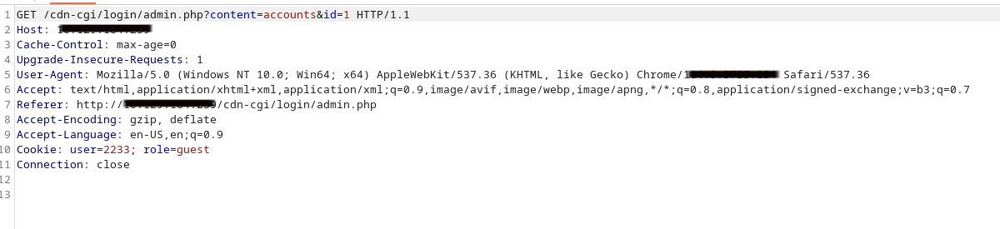 1 GET /cdn-cgi/login/admin.php?content=accounts&id=1 HTTP/1.1
2 Host:
3 Cache-Control: max-age=0
4 Upgrade-Insecure-Requests: 1
5 User-Agent: Mozilla/5.0 (Windows NT 10.0; Win64; x64) AppleWebKit/537.36 (KHTML, like Gecko) Chrome/ Safari/537.36
6 Accept: text/html,application/xhtml+xml,application/xml;q=0.9,image/avif,image/webp,image/apng,*/*;q=0.8,application/signed-exchange;v=b3;q=0.7
7 Referer: http:///cdn-cgi/login/admin.php
8 Accept-Encoding: gzip, deflate
9 Accept-Language: en-US,en;q=0.9
10 Cookie: user=2233; role=guest
11 Connection: close
12
13